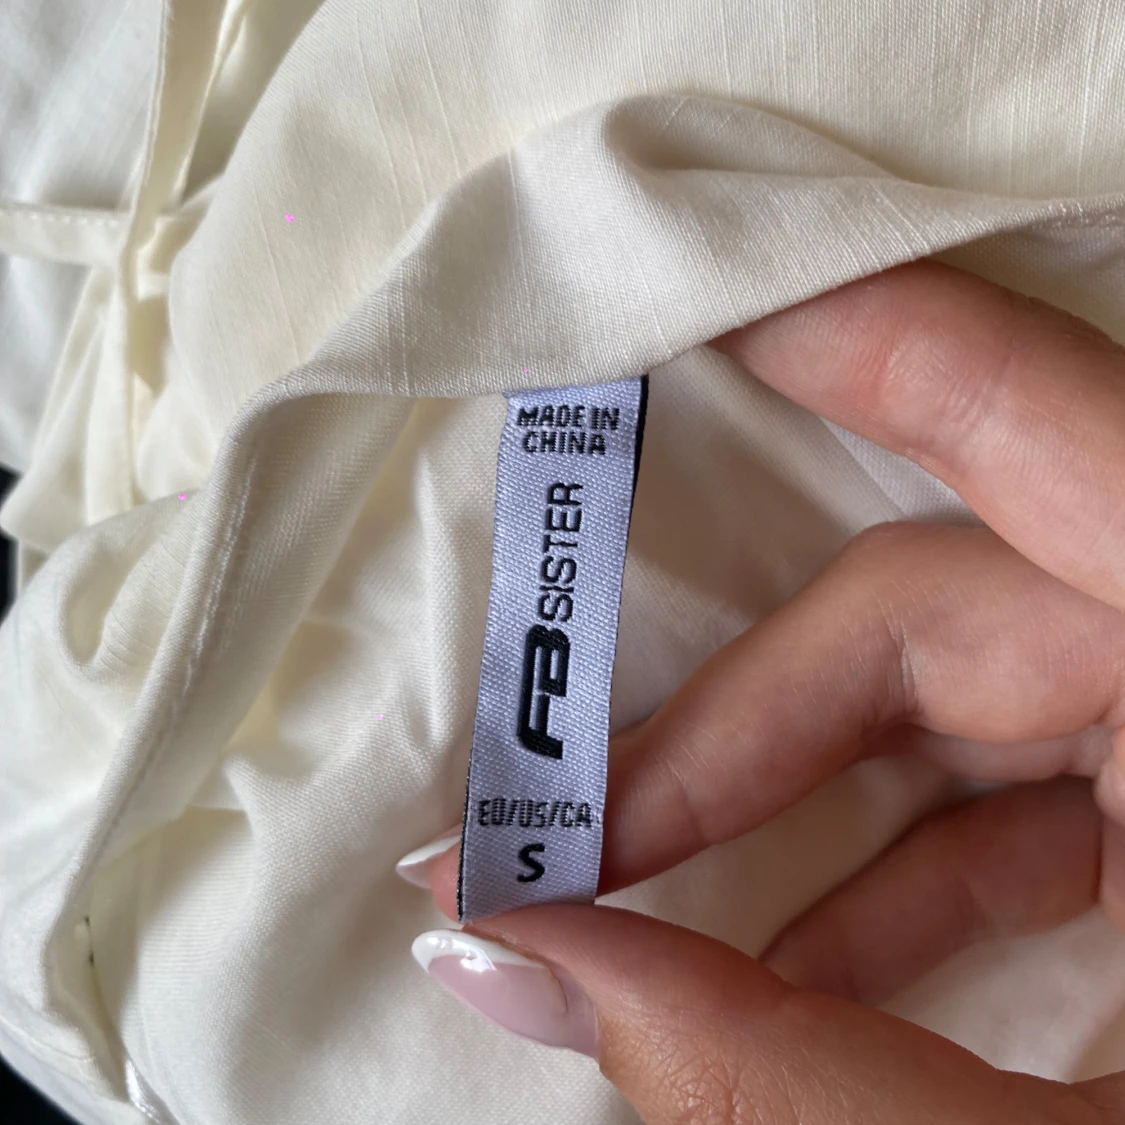 MADE IN
CHINA
FB SISTER
EU/US/CA
S